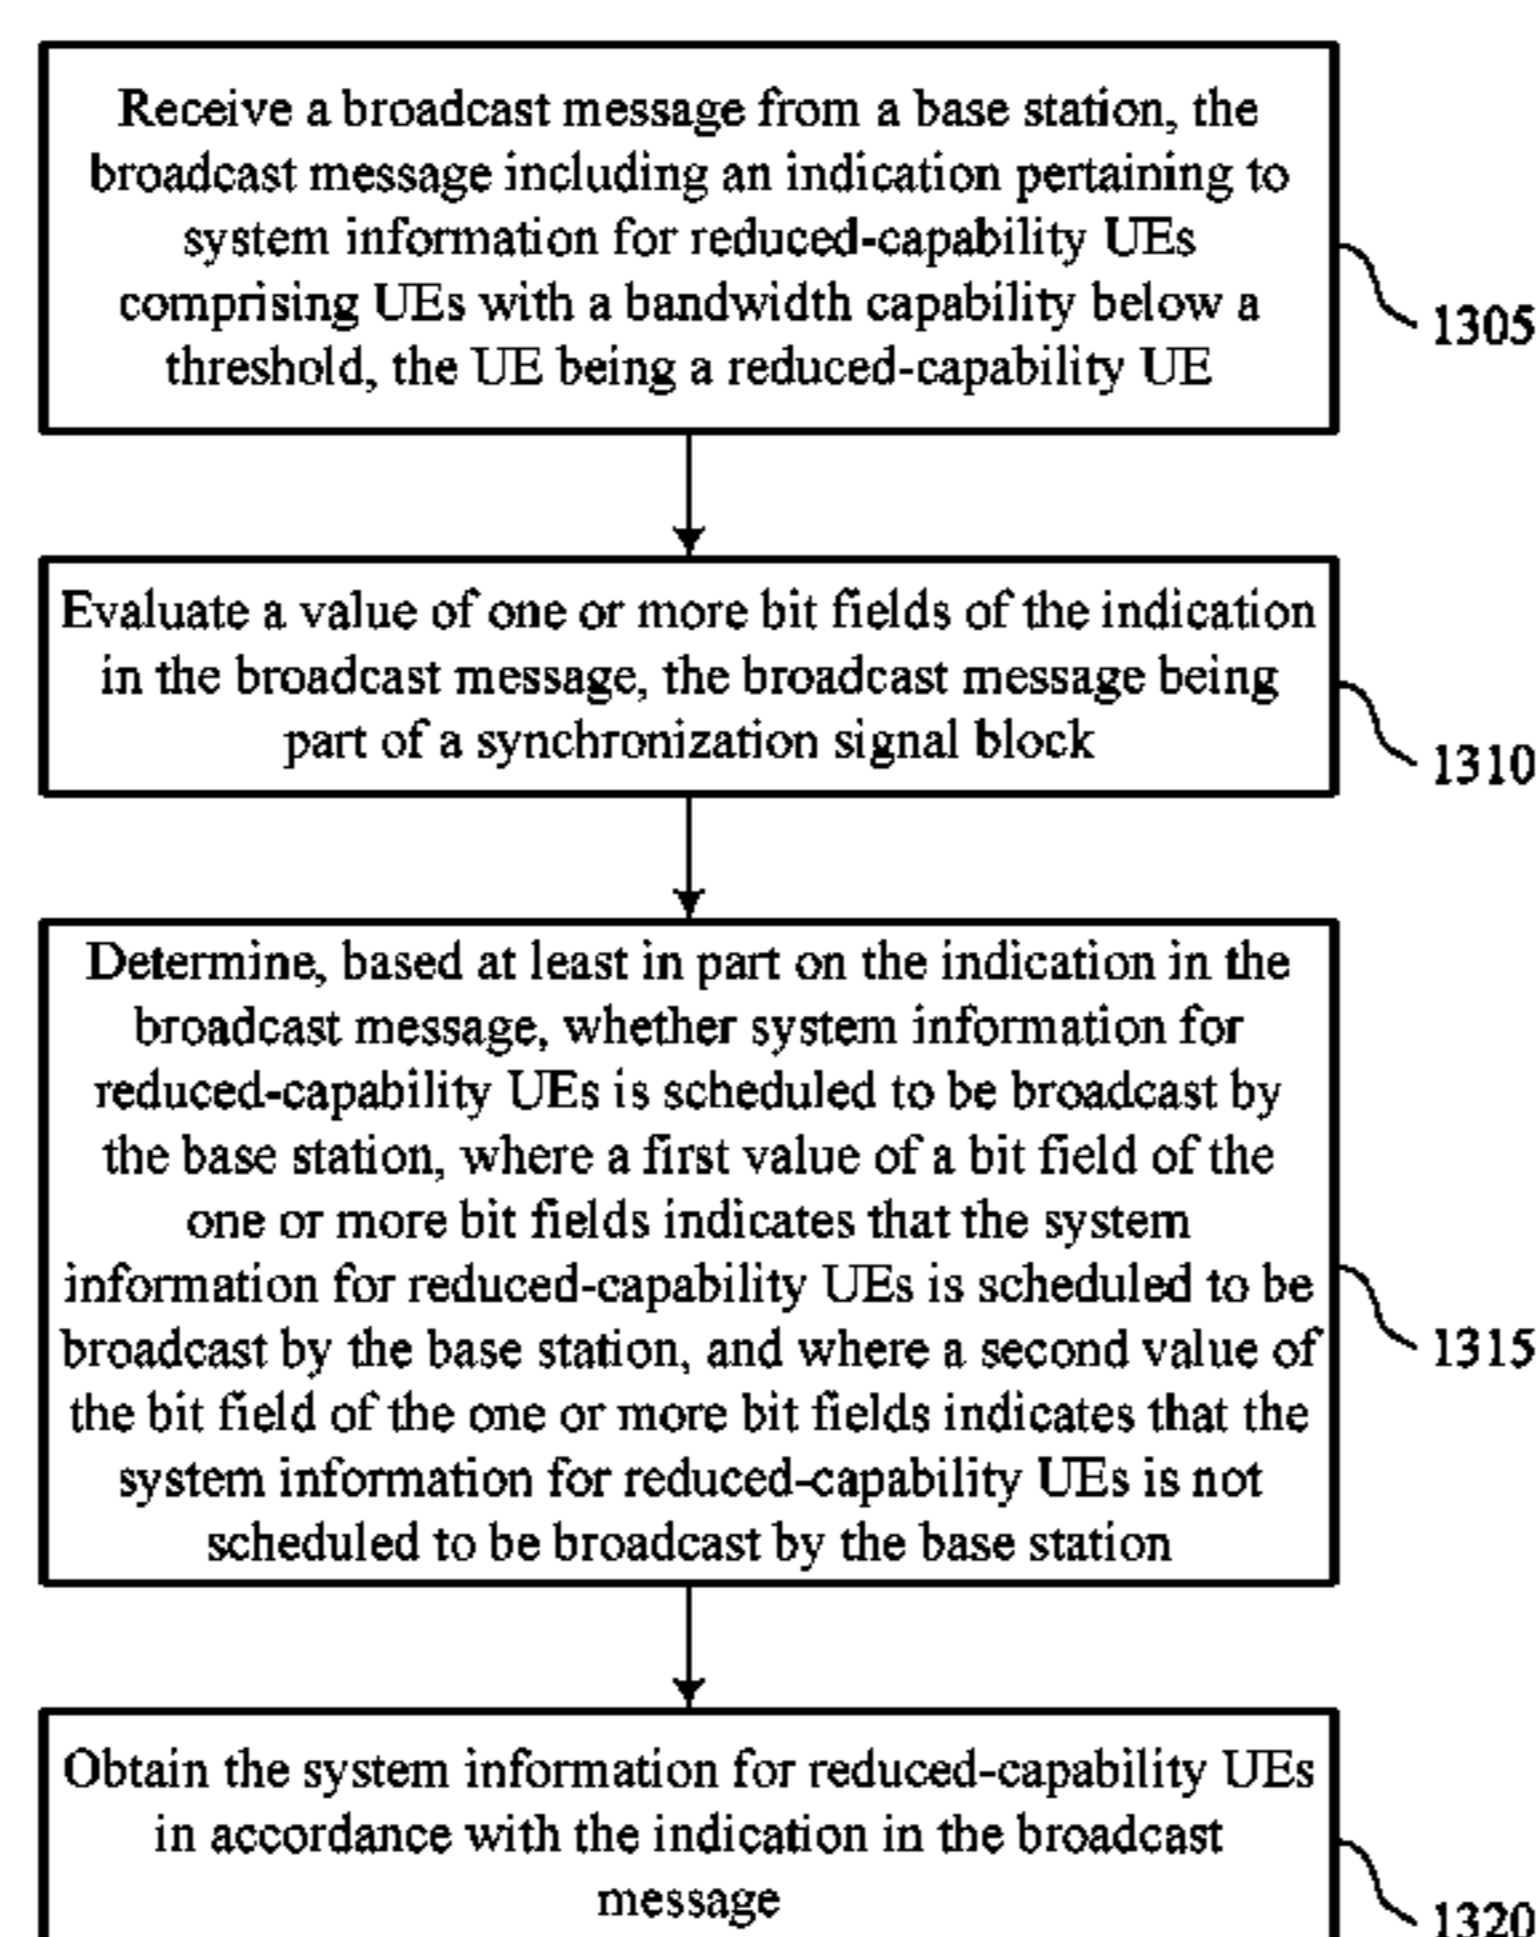 Receive a broadcast message from a base station, the
broadcast message including an indication pertaining to
system information for reduced-capability UEs
comprising UEs with a bandwidth capability below a
threshold, the UE being a reduced-capability UE
1305
Evaluate a value of one or more bit fields of the indication
in the broadcast message, the broadcast message being
part of a synchronization signal block
1310
Determine, based at least in part on the indication in the
broadcast message, whether system information for
reduced-capability UEs is scheduled to be broadcast by
the base station, where a first value of a bit field of the
one or more bit fields indicates that the system
information for reduced-capability UEs is scheduled to be
broadcast by the base station, and where a second value of
the bit field of the one or more bit fields indicates that the
system information for reduced-capability UEs is not
scheduled to be broadcast by the base station
1315
Obtain the system information for reduced-capability UEs
in accordance with the indication in the broadcast
message
1320